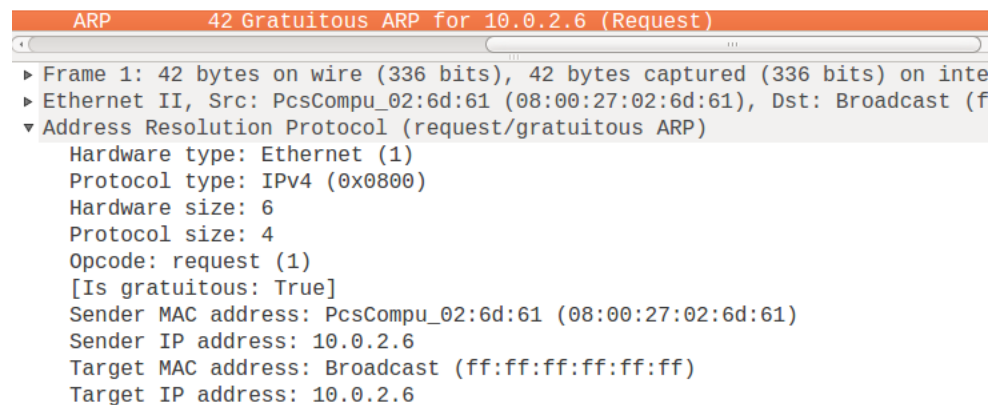 ARP 42 Gratuitous ARP for 10.0.2.6 (Request)
Frame 1: 42 bytes on wire (336 bits), 42 bytes captured (336 bits) on inte
Ethernet II, Src: PcsCompu_02:6d:61 (08:00:27:02:6d:61), Dst: Broadcast (f
Address Resolution Protocol (request/gratuitous ARP)
Hardware type: Ethernet (1)
Protocol type: IPv4 (0x0800)
Hardware size: 6
Protocol size: 4
Opcode: request (1)
[Is gratuitous: True]
Sender MAC address: PcsCompu_02:6d:61 (08:00:27:02:6d:61)
Sender IP address: 10.0.2.6
Target MAC address: Broadcast (ff:ff:ff:ff:ff:ff)
Target IP address: 10.0.2.6